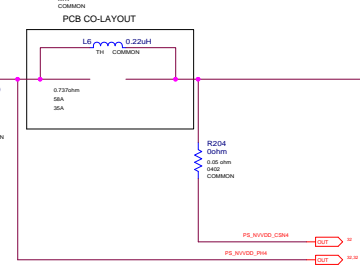 COMMON
PCB CO-LAYOUT
L6 0.22uH
TH COMMON
0.737ohm
58A
35A
N
R204
0ohm
0.05 ohm
0402
COMMON
PS_NVVDD_CSN4
OUT
PS_NVVDD_PH4
OUT